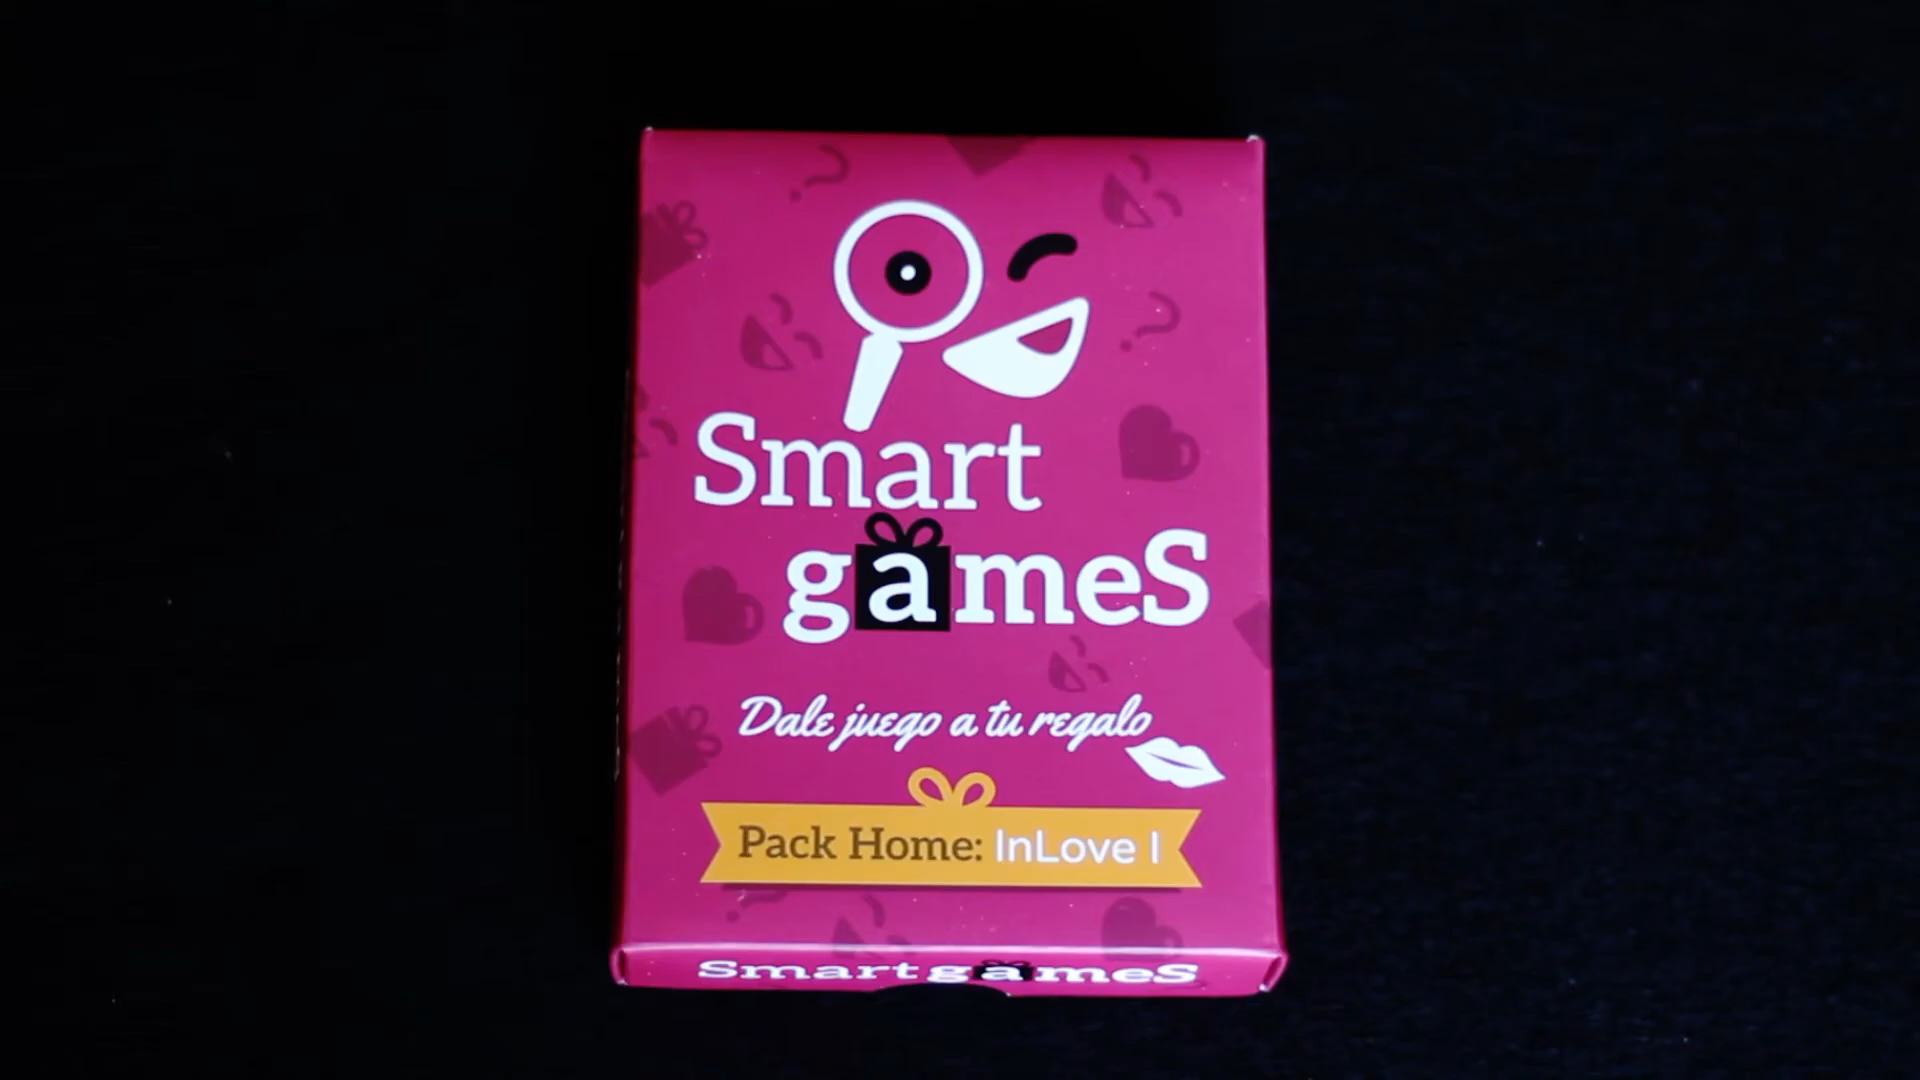 Smart
gameS
Dale juego a tu regalo
Pack Home: InLove I
Smart gameS